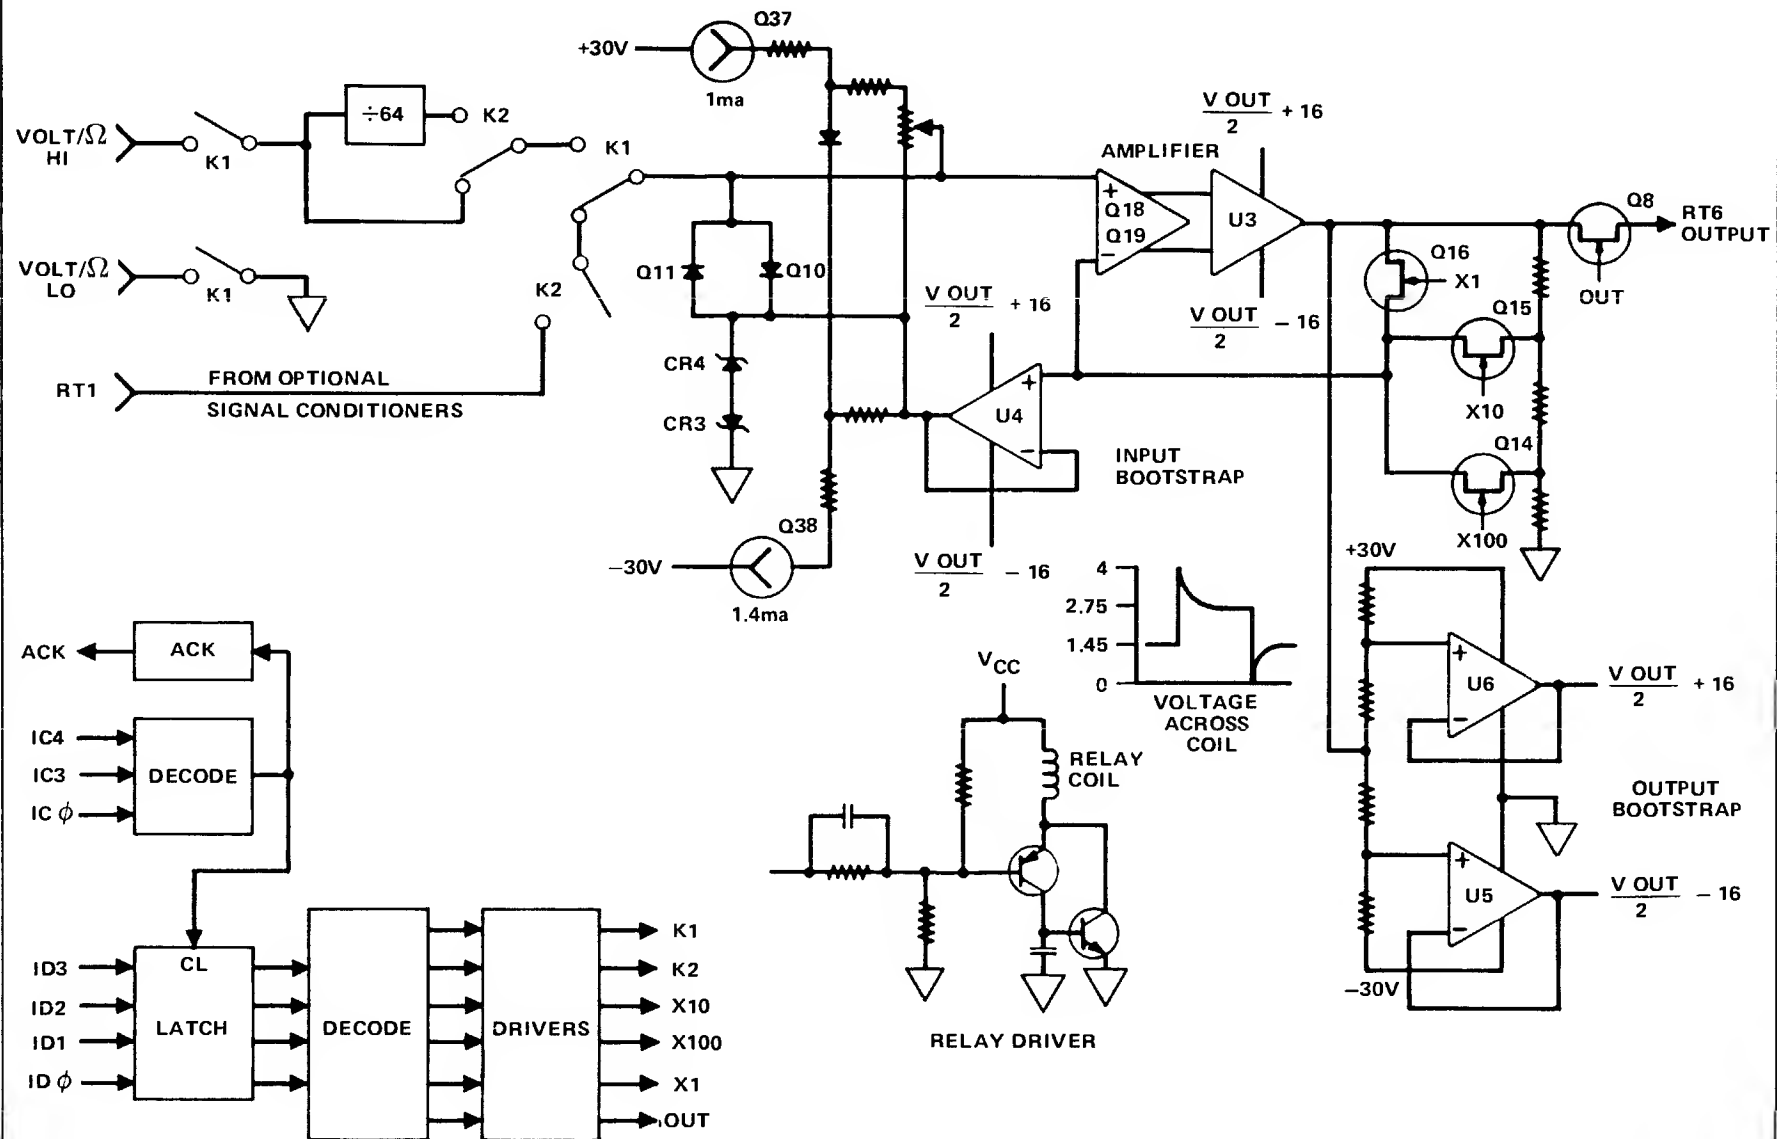 Q37
+30V
1ma
÷64
K2
VOLT/Ω
HI
K1
K1
V OUT
2
+ 16
AMPLIFIER
+
Q18
Q19
−
U3
Q8
RT6
OUTPUT
OUT
Q16
X1
VOLT/Ω
LO
K1
K2
Q11
Q10
V OUT
2
+ 16
V OUT
2
− 16
Q15
X10
CR4
CR3
RT1
FROM OPTIONAL
SIGNAL CONDITIONERS
+
U4
−
INPUT
BOOTSTRAP
Q14
X100
Q38
−30V
1.4ma
V OUT
2
− 16
4
2.75
1.45
0
VOLTAGE
ACROSS
COIL
+30V
+
U6
−
V OUT
2
+ 16
OUTPUT
BOOTSTRAP
+
U5
−
V OUT
2
− 16
−30V
ACK
ACK
IC4
IC3
IC ϕ
DECODE
VCC
RELAY
COIL
RELAY DRIVER
ID3
ID2
ID1
ID ϕ
CL
LATCH
DECODE
DRIVERS
K1
K2
X10
X100
X1
OUT